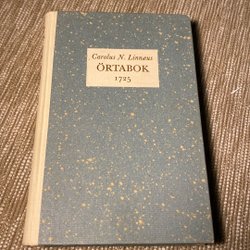 Carolus N. Linnæus
ÖRTABOK
1725